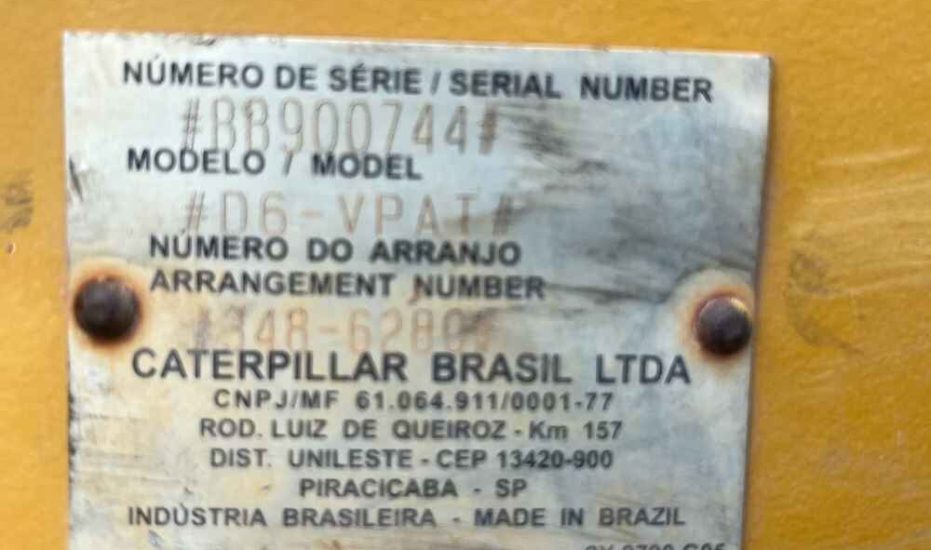 NÚMERO DE SÉRIE / SERIAL NUMBER
#BB900744#
MODELO / MODEL
#D6-VPAT#
NÚMERO DO ARRANJO
ARRANGEMENT NUMBER
#348-6280#
CATERPILLAR BRASIL LTDA
CNPJ/MF 61.064.911/0001-77
ROD. LUIZ DE QUEIROZ - Km 157
DIST. UNILESTE - CEP 13420-900
PIRACICABA - SP
INDÚSTRIA BRASILEIRA - MADE IN BRAZIL